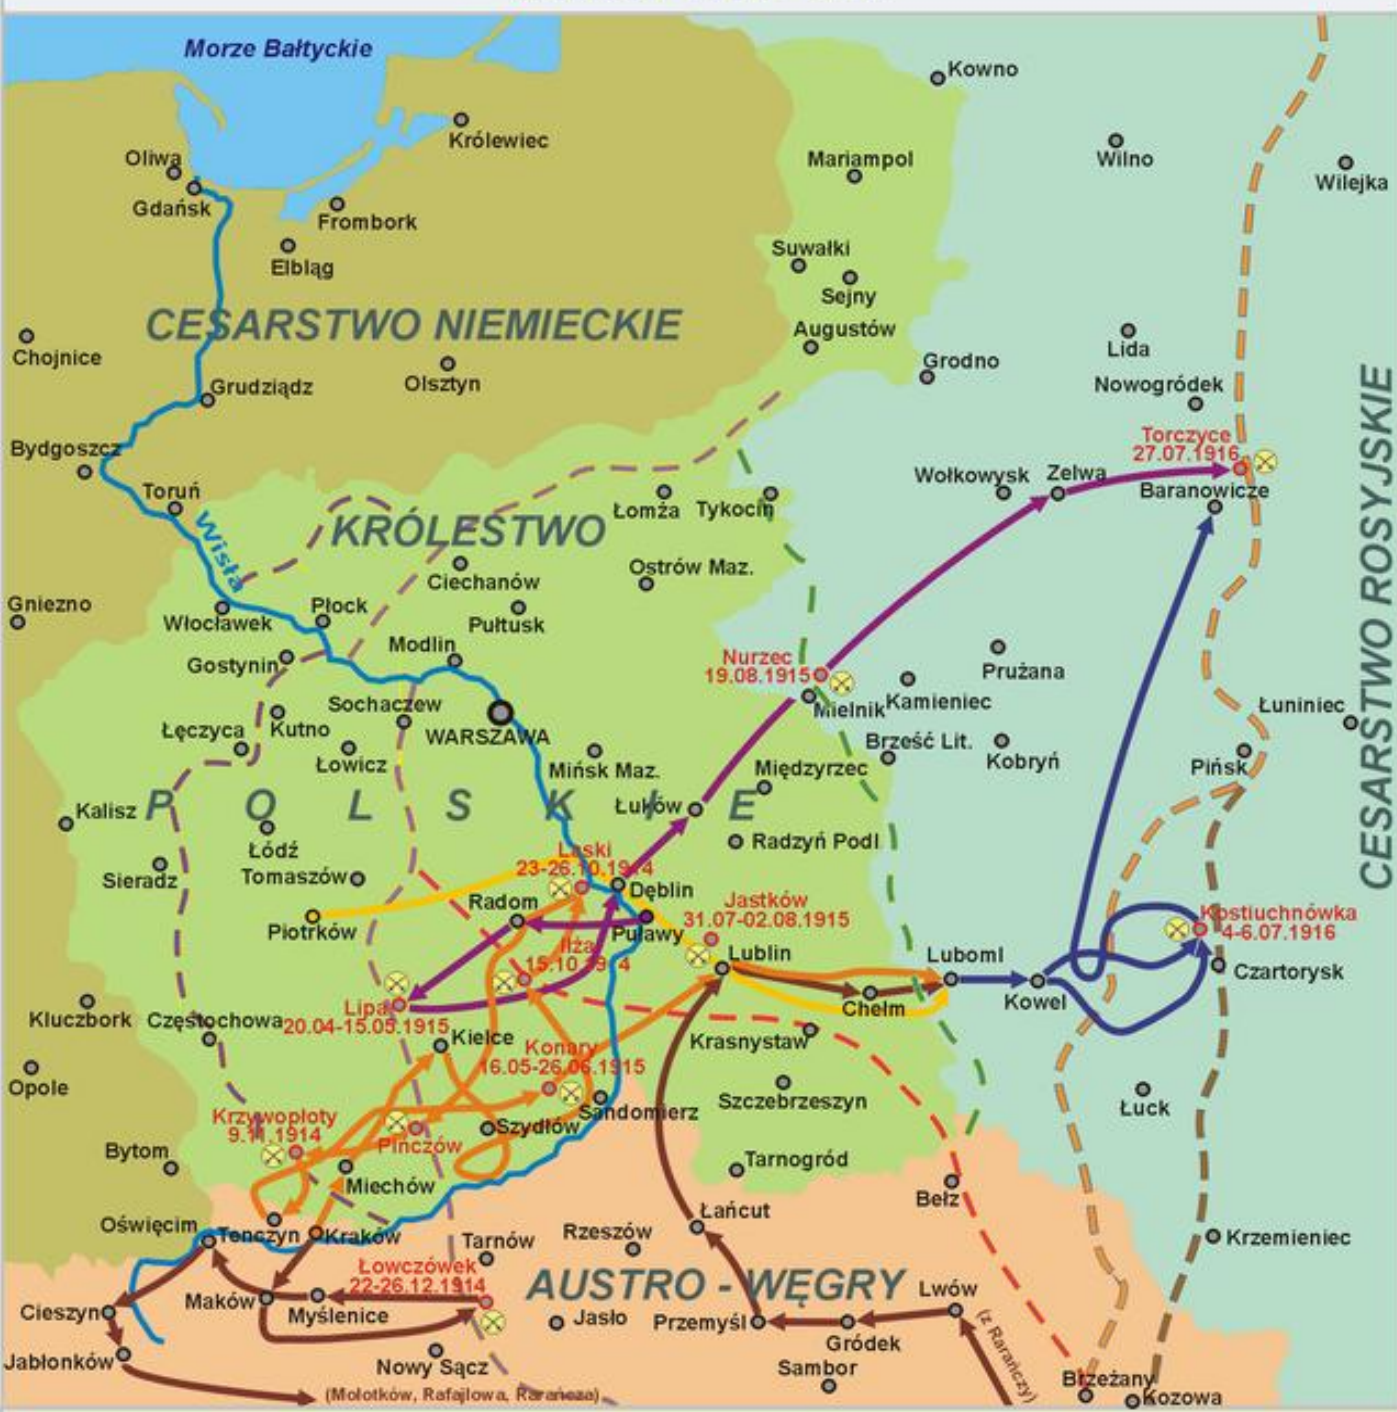 Morze Bałtyckie
Kowno
Królewiec
Wilno
Oliwa
Mariampol
Wilejka
Gdańsk
Frombork
Suwałki
Elbląg
Sejny
CESARSTWO NIEMIECKIE
Augustów
Chojnice
Lida
Grodno
Olsztyn
Grudziądz
Nowogródek
CESARSTWO ROSYJSKIE
Torczyce
27.07.1916
Bydgoszcz
Wołkowysk
Zelwa
Baranowicze
Toruń
Łomża
Tykocin
Wisła
KRÓLESTWO
Ciechanów
Ostrów Maz.
Gniezno
Włocławek
Płock
Pułtusk
Modlin
Gostynin
Nurzec
19.08.1915
Prużana
Mielnik
Kamieniec
Sochaczew
Łuniniec
Łęczyca
Kutno
WARSZAWA
Brześć Lit.
Łowicz
Mińsk Maz.
Międzyrzec
Kobryń
Pińsk
Kalisz
P O L S K I E
Łuków
Łódź
Radzyń Podl
Laski
23-26.10.1914
Sieradz
Tomaszów
Dęblin
Radom
Jastków
31.07-02.08.1915
Kostiuchnówka
4-6.07.1916
Piotrków
Puławy
Iłża
15.10.1914
Lublin
Luboml
Czartorysk
Lipa
20.04-15.05.1915
Chełm
Kowel
Kluczbork
Częstochowa
Kielce
Krasnystaw
Konary
16.05-26.06.1915
Opole
Szczebrzeszyn
Łuck
Krzywopłoty
9.11.1914
Sandomierz
Szydłów
Pińczów
Bytom
Tarnogród
Miechów
Bełz
Łańcut
Oświęcim
Tenczyn
Kraków
Tarnów
Rzeszów
Krzemieniec
Łowczówek
22-26.12.1914
AUSTRO - WĘGRY
Lwów
Cieszyn
Maków
Myślenice
Jasło
Przemyśl
Gródek
(z Rarańczy)
Jabłonków
Nowy Sącz
Sambor
Brzeżany
(Mołotków, Rafajłowa, Rarańcza)
Kozowa